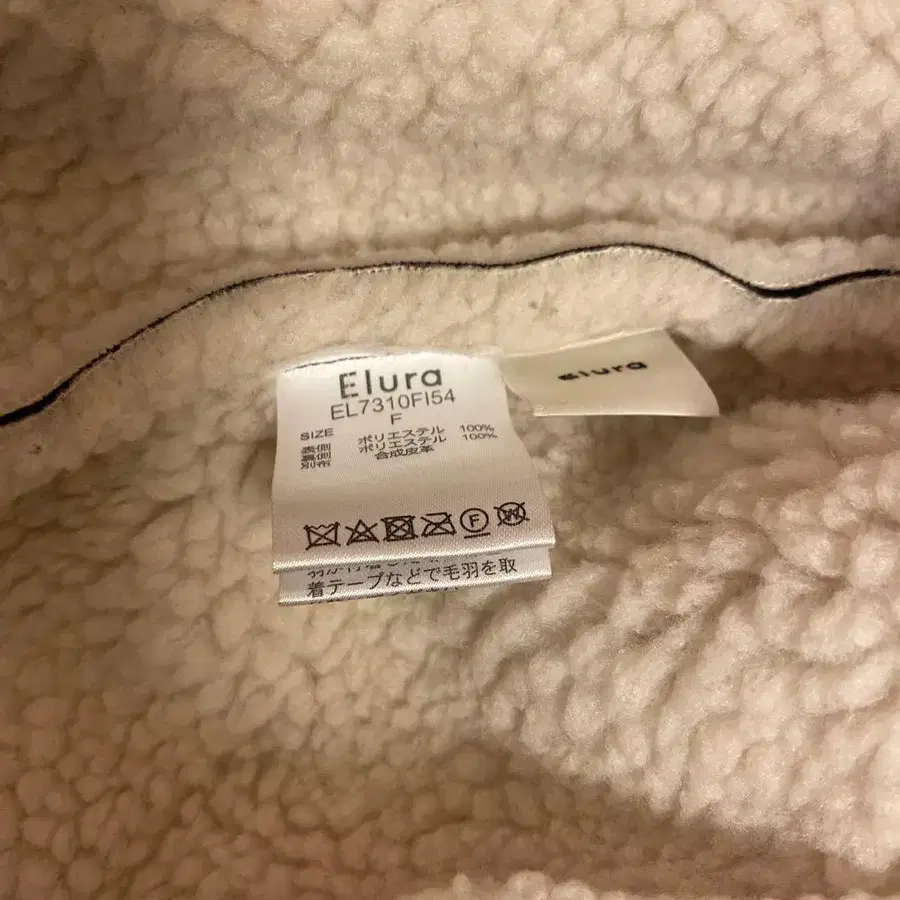 Elura
EL7310FI54
F
SIZE
表側 ポリエステル 100%
裏側 ポリエステル 100%
別布 合成皮革
F
W
着テープなどで毛羽を取
Elura